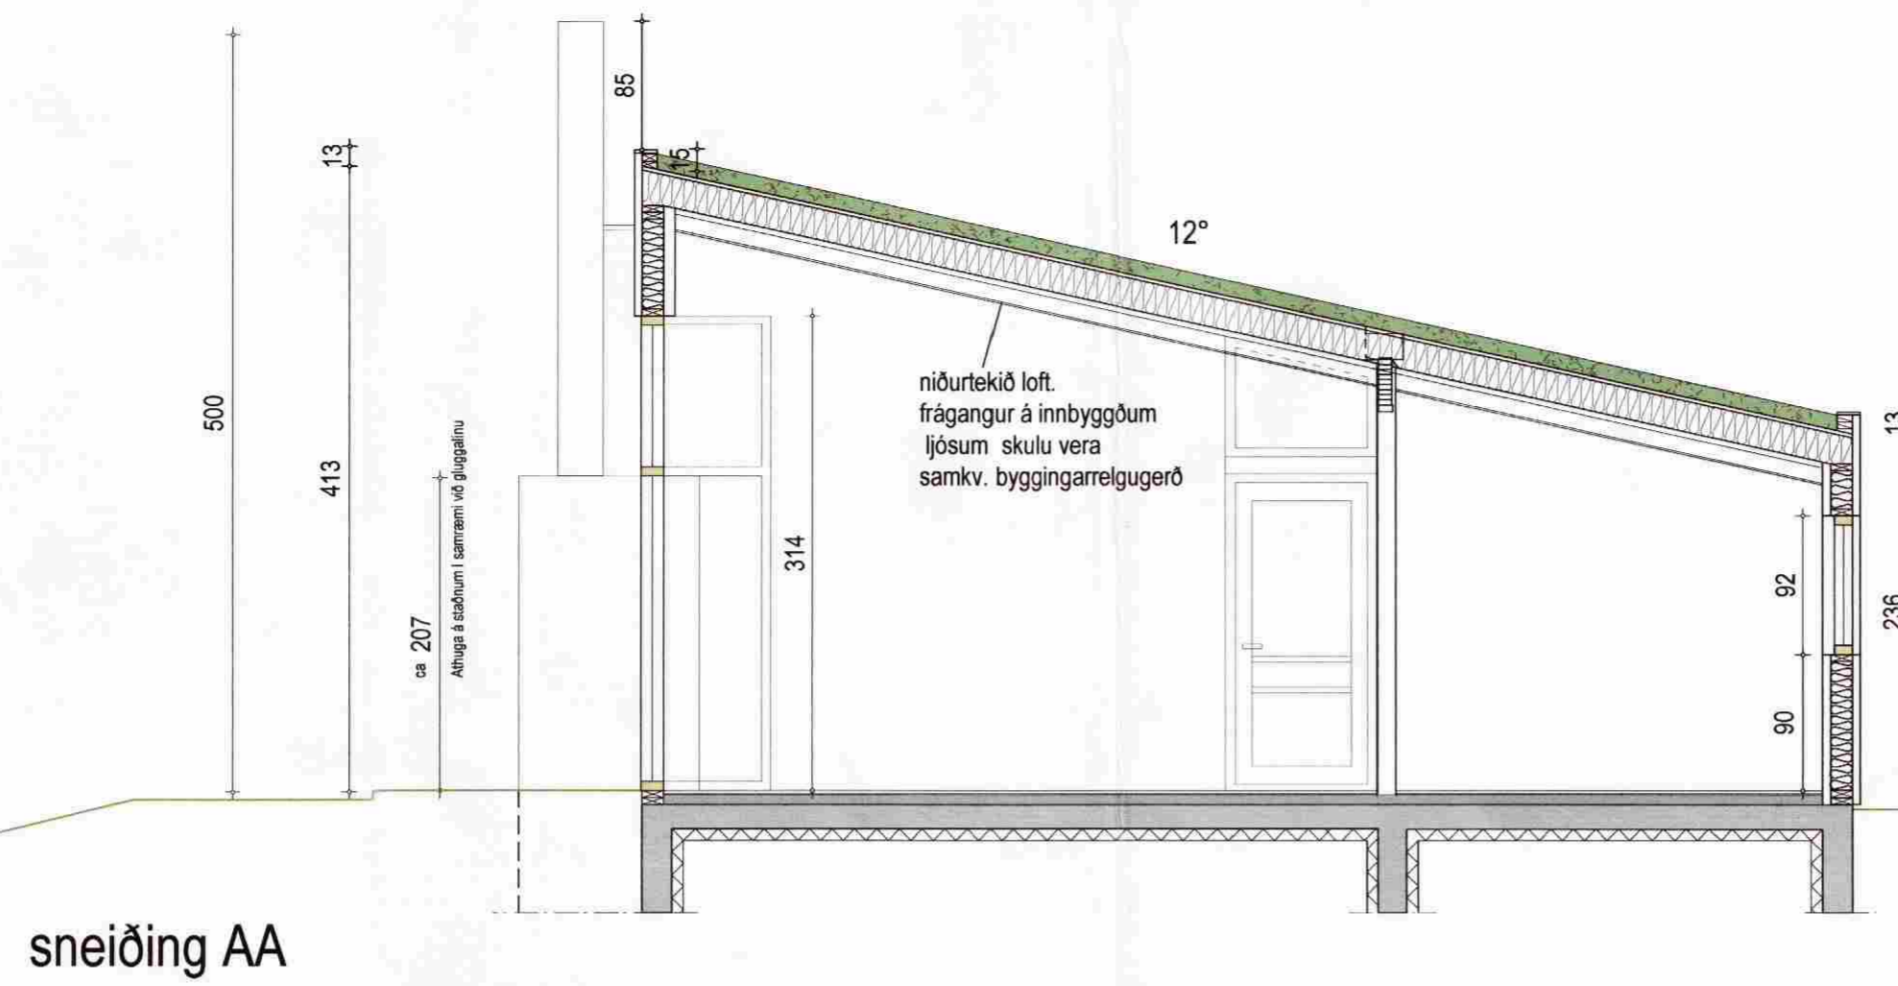 85
13
15
12°
500
413
ca 207
Athuga á staðnum í samræmi við gluggalínu
314
niðurtekið loft.
frágangur á innbyggðum
ljósum skulu vera
samkv. byggingarrelgugerð
13
92
236
90
sneiðing AA